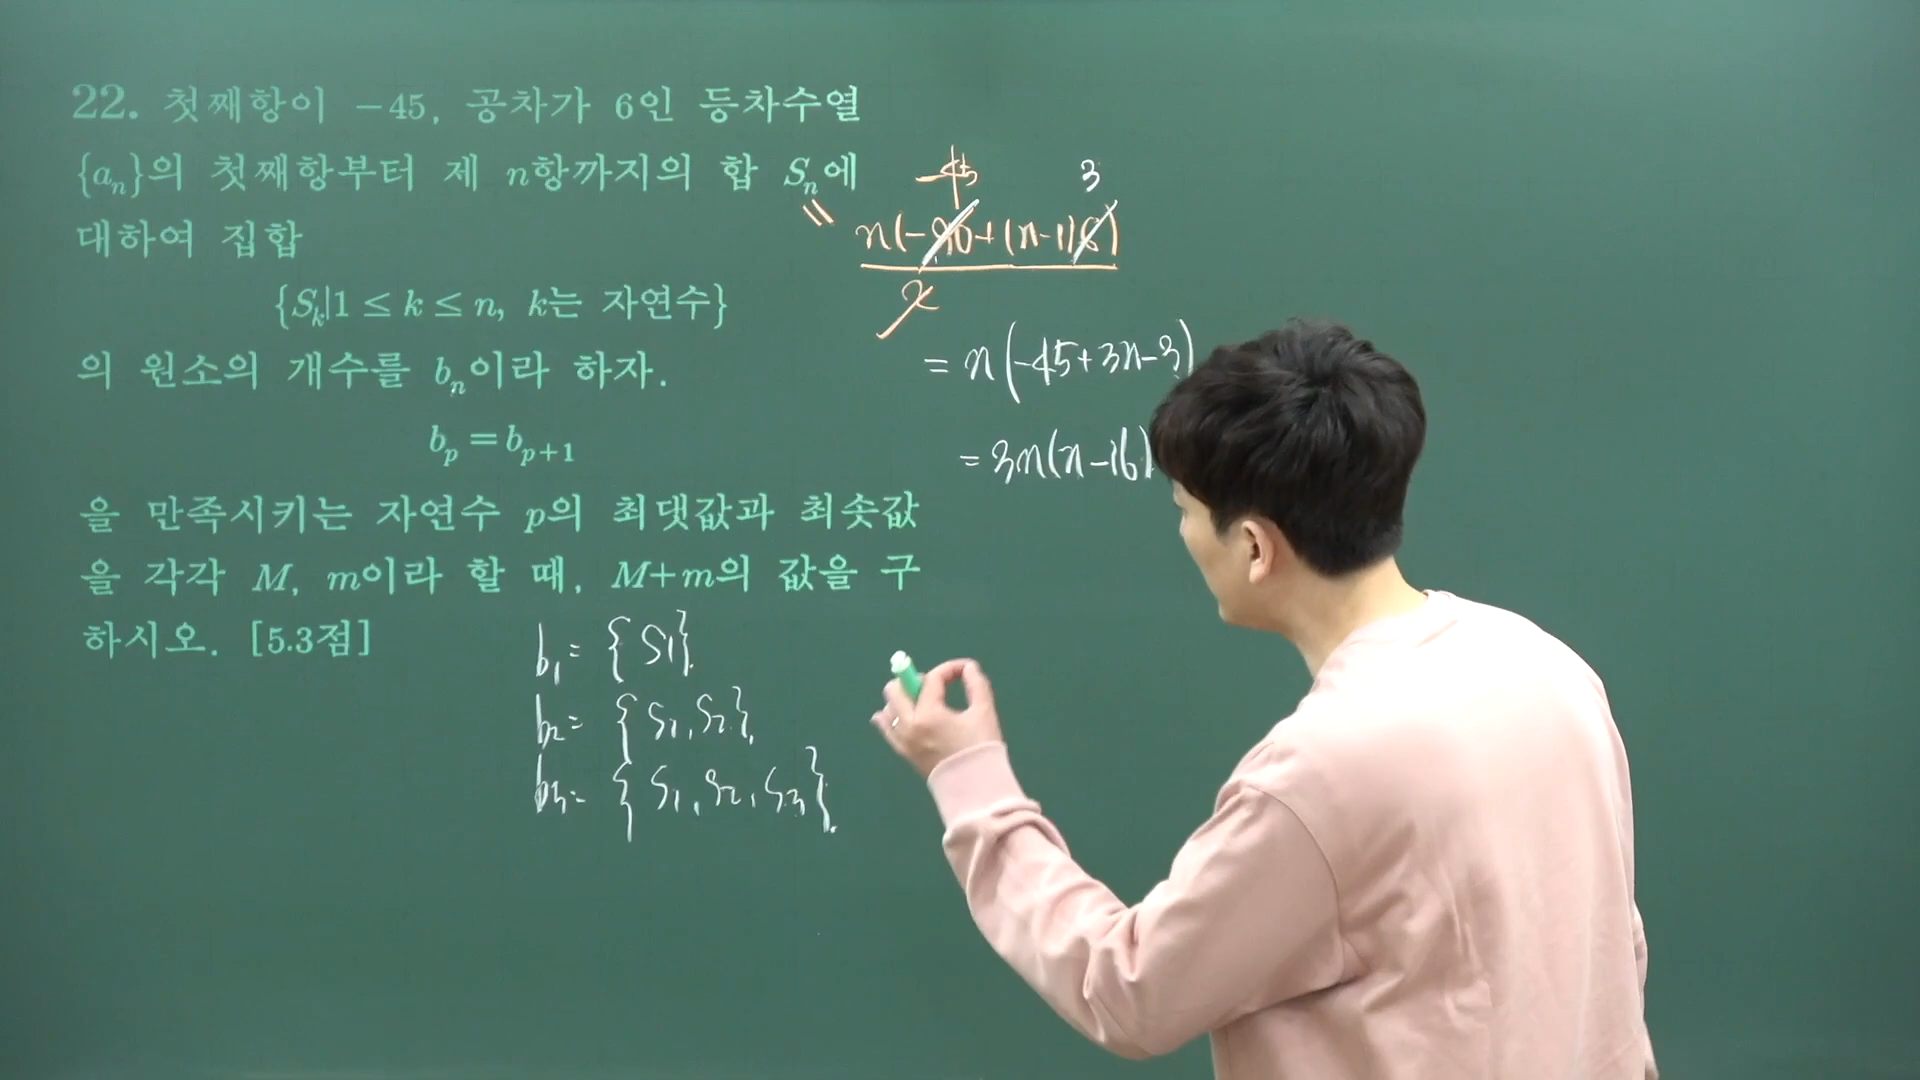 22. 첫째항이 −45, 공차가 6인 등차수열
{aₙ}의 첫째항부터 제 n항까지의 합 Sₙ에
대하여 집합
{Sₖ|1 ≤ k ≤ n, k는 자연수}
의 원소의 개수를 bₙ이라 하자.
bₚ = bₚ₊₁
을 만족시키는 자연수 p의 최댓값과 최솟값
을 각각 M, m이라 할 때, M+m의 값을 구
하시오. [5.3점]
b₁ = {S₁}.
b₂ = {S₁, S₂}.
b₃ = {S₁, S₂, S₃}.
−45 3
= n(−90+(n−1)6)
2
= n(−45+3n−3)
= 3n(n−16)